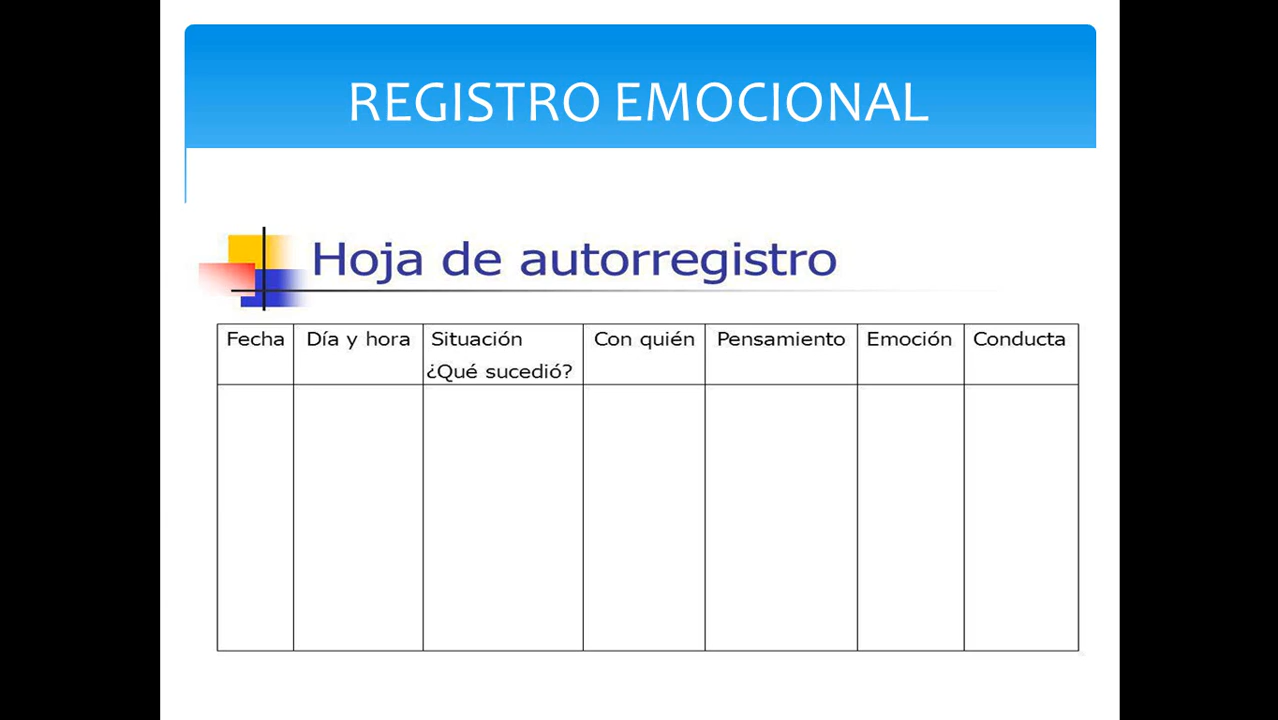 REGISTRO EMOCIONAL
Hoja de autorregistro
Fecha Día y hora Situación Con quién Pensamiento Emoción Conducta
¿Qué sucedió?